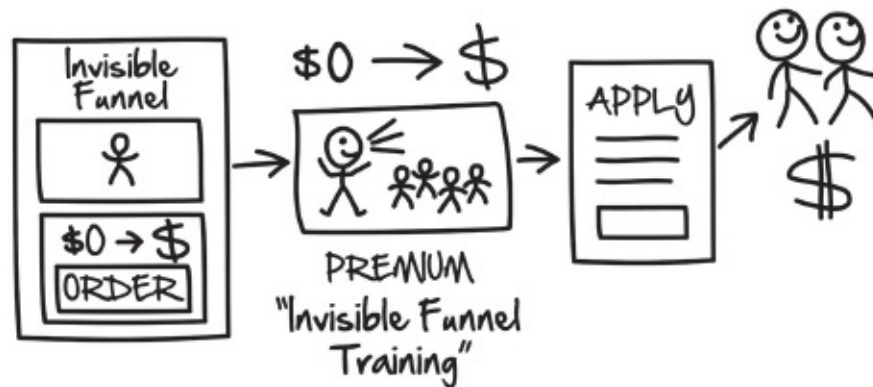 Invisible
Funnel
$0 → $
ORDER
$0 → $
PREMIUM
"Invisible Funnel
Training"
APPLY
$